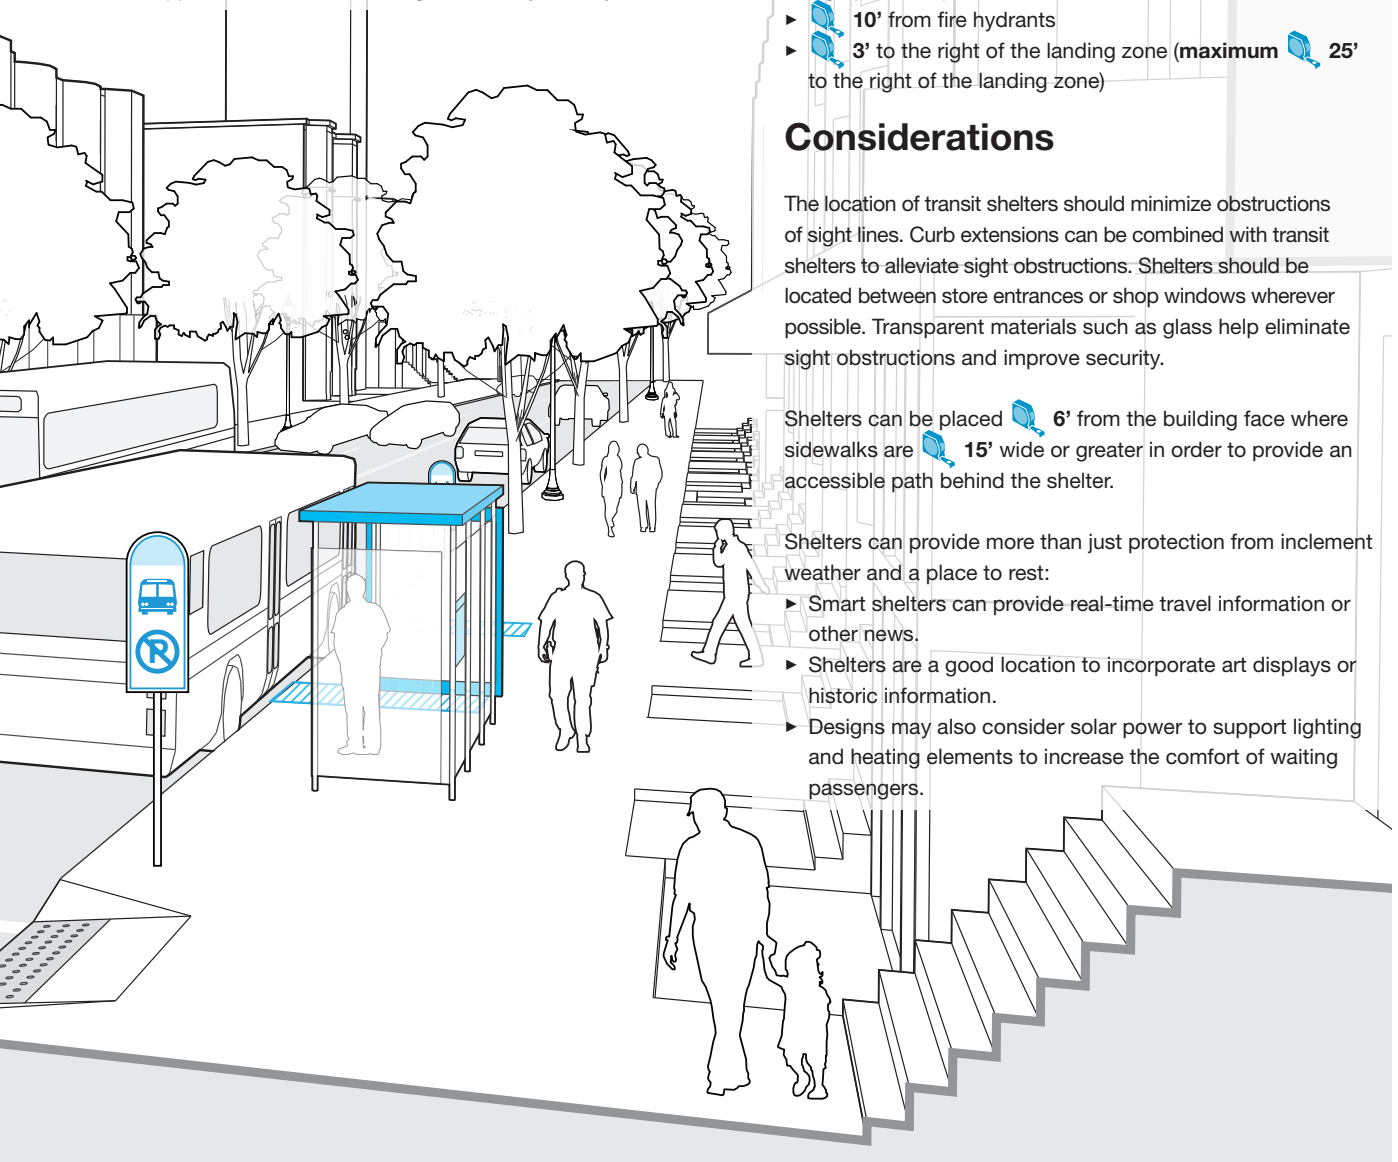 ► 10’ from fire hydrants
► 3’ to the right of the landing zone (maximum 25’
to the right of the landing zone)
Considerations
The location of transit shelters should minimize obstructions
of sight lines. Curb extensions can be combined with transit
shelters to alleviate sight obstructions. Shelters should be
located between store entrances or shop windows wherever
possible. Transparent materials such as glass help eliminate
sight obstructions and improve security.
Shelters can be placed 6’ from the building face where
sidewalks are 15’ wide or greater in order to provide an
accessible path behind the shelter.
Shelters can provide more than just protection from inclement
weather and a place to rest:
► Smart shelters can provide real-time travel information or
other news.
► Shelters are a good location to incorporate art displays or
historic information.
► Designs may also consider solar power to support lighting
and heating elements to increase the comfort of waiting
passengers.
P